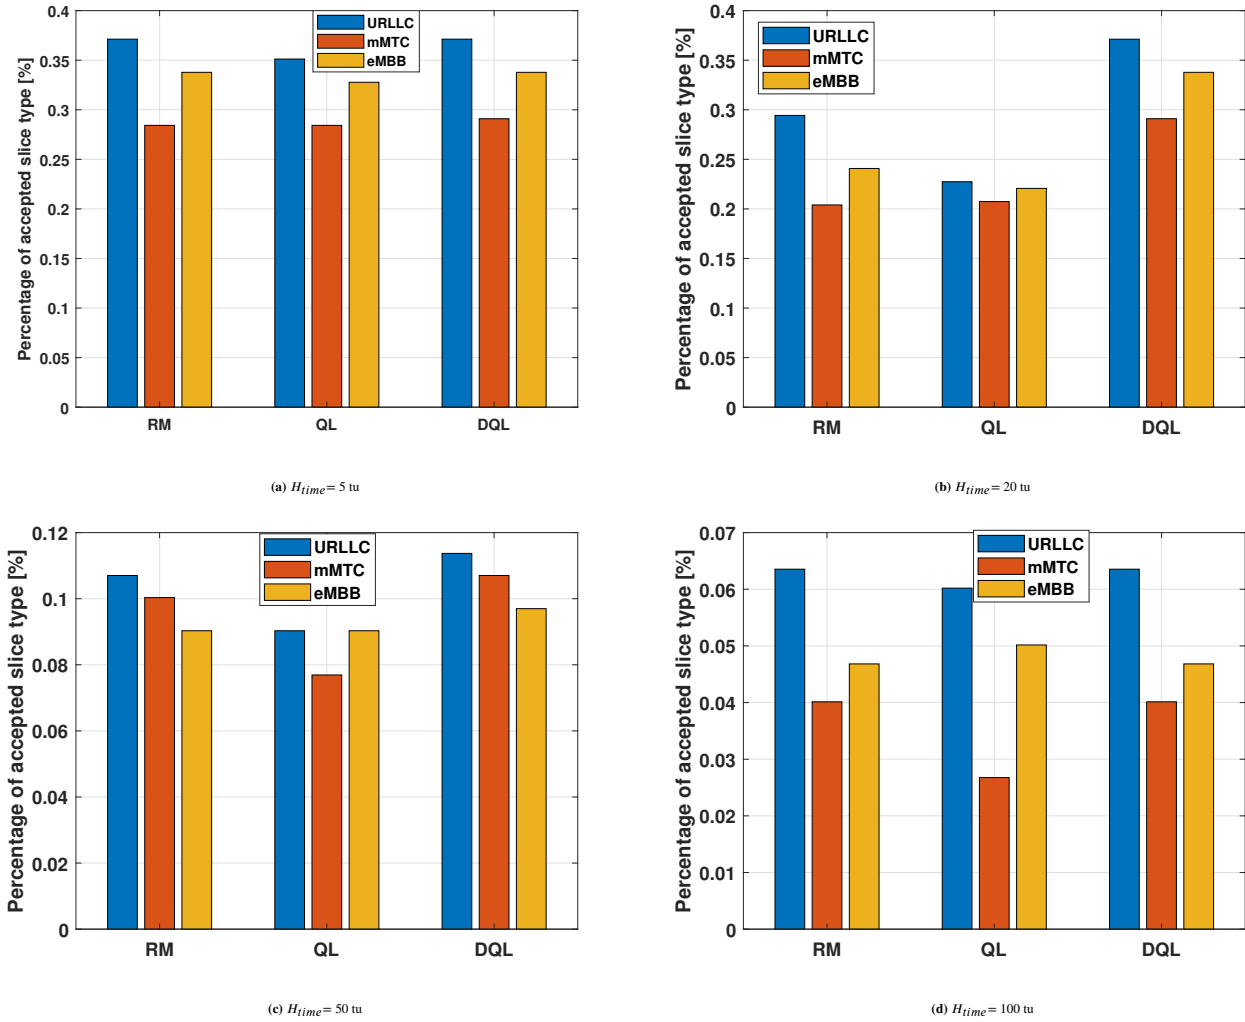 Percentage of accepted slice type [%]
0.4
0.35
0.3
0.25
0.2
0.15
0.1
0.05
0
URLLC
mMTC
eMBB
RM QL DQL
(a) H_time = 5 tu
Percentage of accepted slice type [%]
0.4
0.35
0.3
0.25
0.2
0.15
0.1
0.05
0
URLLC
mMTC
eMBB
RM QL DQL
(b) H_time = 20 tu
Percentage of accepted slice type [%]
0.12
0.1
0.08
0.06
0.04
0.02
0
URLLC
mMTC
eMBB
RM QL DQL
(c) H_time = 50 tu
Percentage of accepted slice type [%]
0.07
0.06
0.05
0.04
0.03
0.02
0.01
0
URLLC
mMTC
eMBB
RM QL DQL
(d) H_time = 100 tu